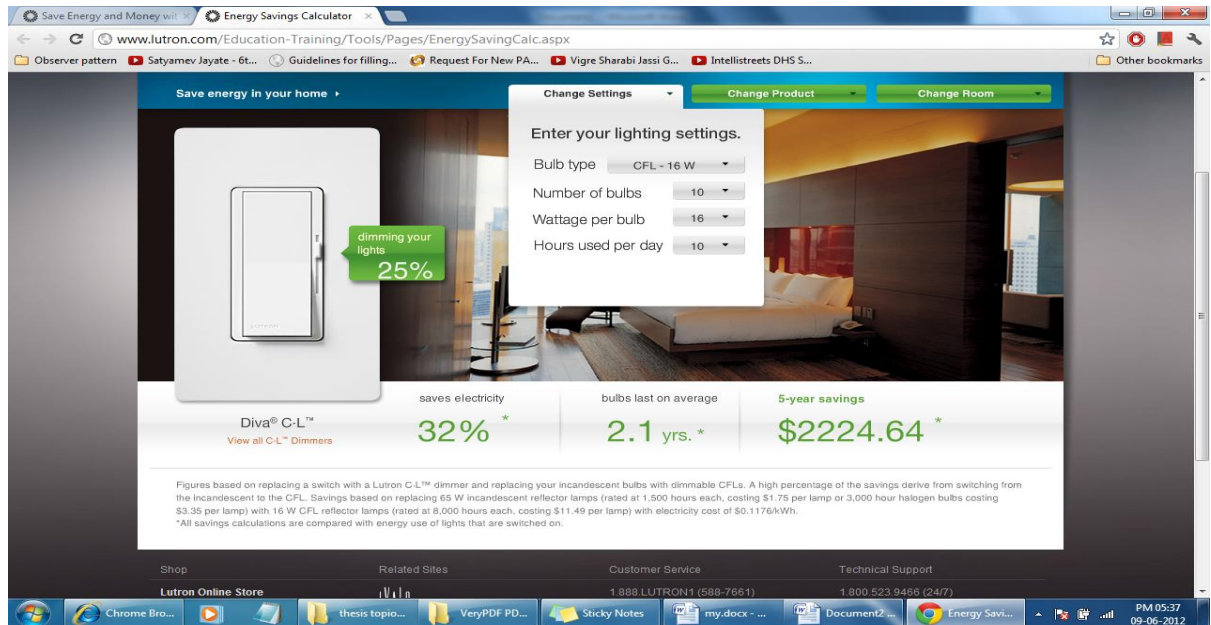 Save Energy and Money wit
Energy Savings Calculator
www.lutron.com/Education-Training/Tools/Pages/EnergySavingCalc.aspx
Observer pattern
Satyamev Jayate - 6t...
Guidelines for filling...
Request For New PA...
Vigre Sharabi Jassi G...
Intellistreets DHS S...
Other bookmarks
Save energy in your home
Change Settings
Change Product
Change Room
Enter your lighting settings.
Bulb type CFL - 16 W
Number of bulbs 10
Wattage per bulb 16
Hours used per day 10
dimming your
lights
25%
LUTRON
Diva® C·L™
View all C·L™ Dimmers
saves electricity
32% *
bulbs last on average
2.1 yrs. *
5-year savings
$2224.64 *
Figures based on replacing a switch with a Lutron C·L™ dimmer and replacing your incandescent bulbs with dimmable CFLs. A high percentage of the savings derive from switching from
the incandescent to the CFL. Savings based on replacing 65 W incandescent reflector lamps (rated at 1,500 hours each, costing $1.75 per lamp or 3,000 hour halogen bulbs costing
$3.35 per lamp) with 16 W CFL reflector lamps (rated at 8,000 hours each, costing $11.49 per lamp) with electricity cost of $0.1176/kWh.
*All savings calculations are compared with energy use of lights that are switched on.
Shop
Related Sites
Customer Service
Technical Support
Lutron Online Store
1.888.LUTRON1 (588-7661)
1.800.523.9466 (24/7)
Chrome Bro...
thesis topio...
VeryPDF PD...
Sticky Notes
my.docx - ...
Document2 ...
Energy Savi...
PM 05:37
09-06-2012